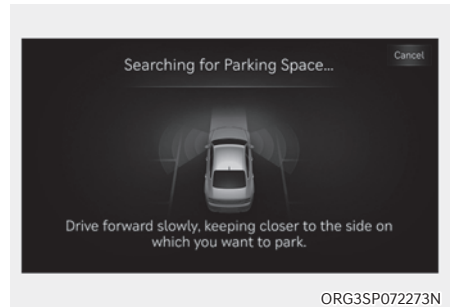 Cancel
Searching for Parking Space...
Drive forward slowly, keeping closer to the side on
which you want to park.
ORG3SP072273N